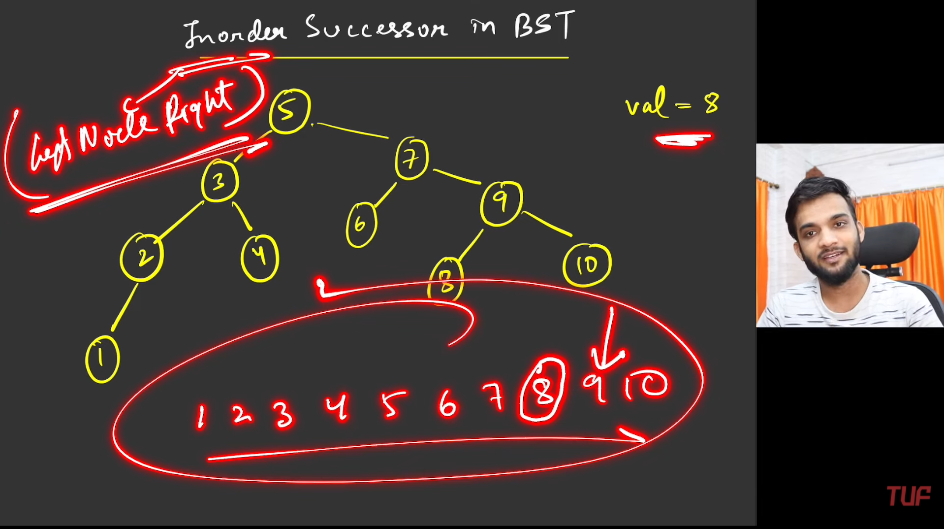 Inorder Successor in BST
(Left Node Right)
val = 8
5
7
3
9
6
2
4
8
10
1
1 2 3 4 5 6 7 8 9 10
TUF